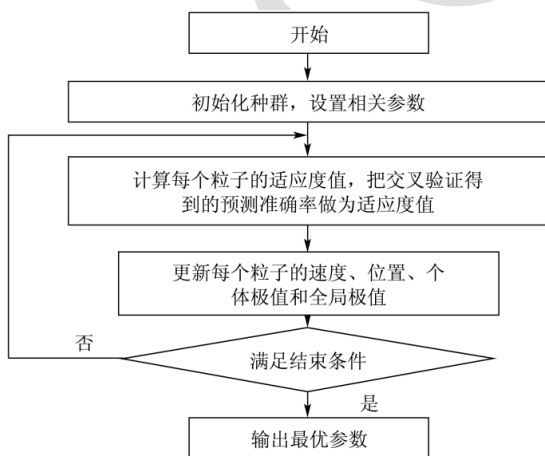 开始
初始化种群，设置相关参数
计算每个粒子的适应度值，把交叉验证得
到的预测准确率做为适应度值
更新每个粒子的速度、位置、个
体极值和全局极值
否
满足结束条件
是
输出最优参数